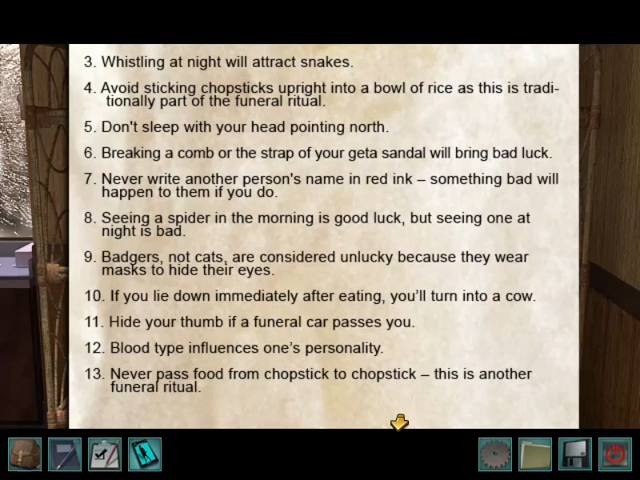 3. Whistling at night will attract snakes.
4. Avoid sticking chopsticks upright into a bowl of rice as this is tradi-
tionally part of the funeral ritual.
5. Don't sleep with your head pointing north.
6. Breaking a comb or the strap of your geta sandal will bring bad luck.
7. Never write another person's name in red ink – something bad will
happen to them if you do.
8. Seeing a spider in the morning is good luck, but seeing one at
night is bad.
9. Badgers, not cats, are considered unlucky because they wear
masks to hide their eyes.
10. If you lie down immediately after eating, you'll turn into a cow.
11. Hide your thumb if a funeral car passes you.
12. Blood type influences one's personality.
13. Never pass food from chopstick to chopstick – this is another
funeral ritual.